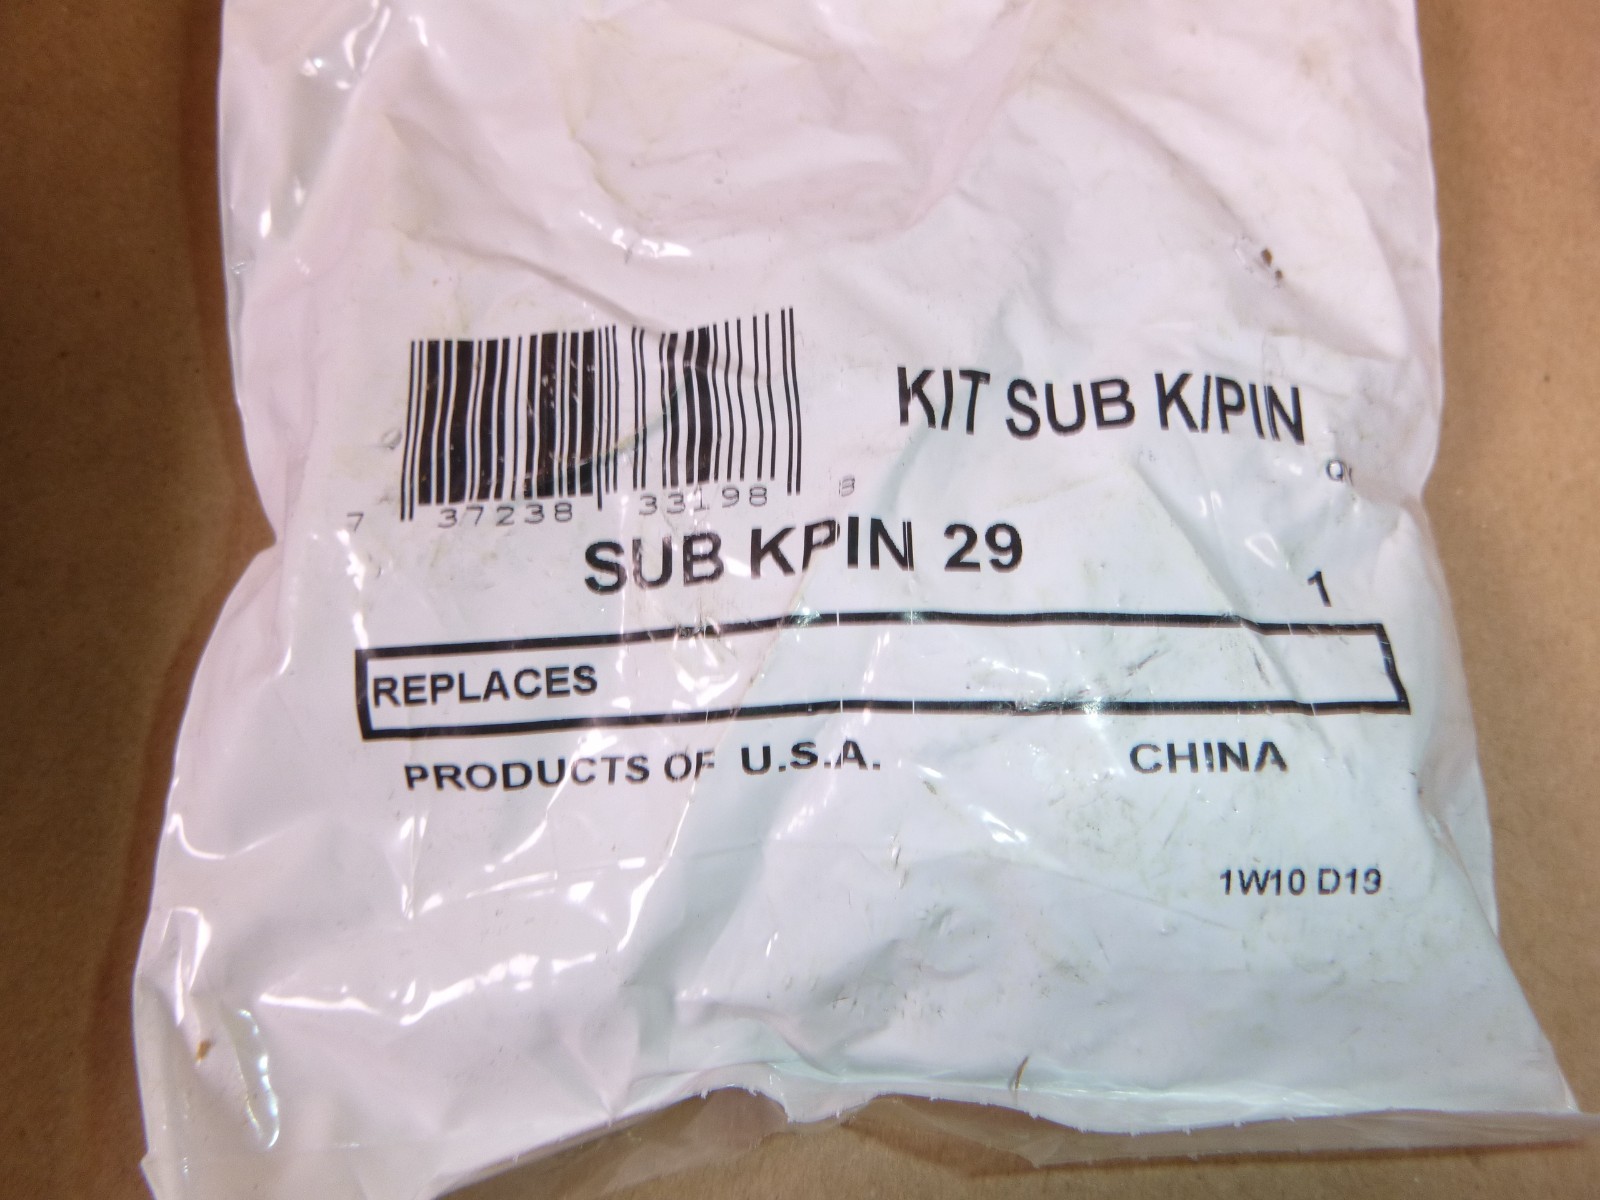 KIT SUB K/PIN
7 37238 33198 8
SUB KPIN 29
1
REPLACES
PRODUCTS OF U.S.A. CHINA
1W10 D19